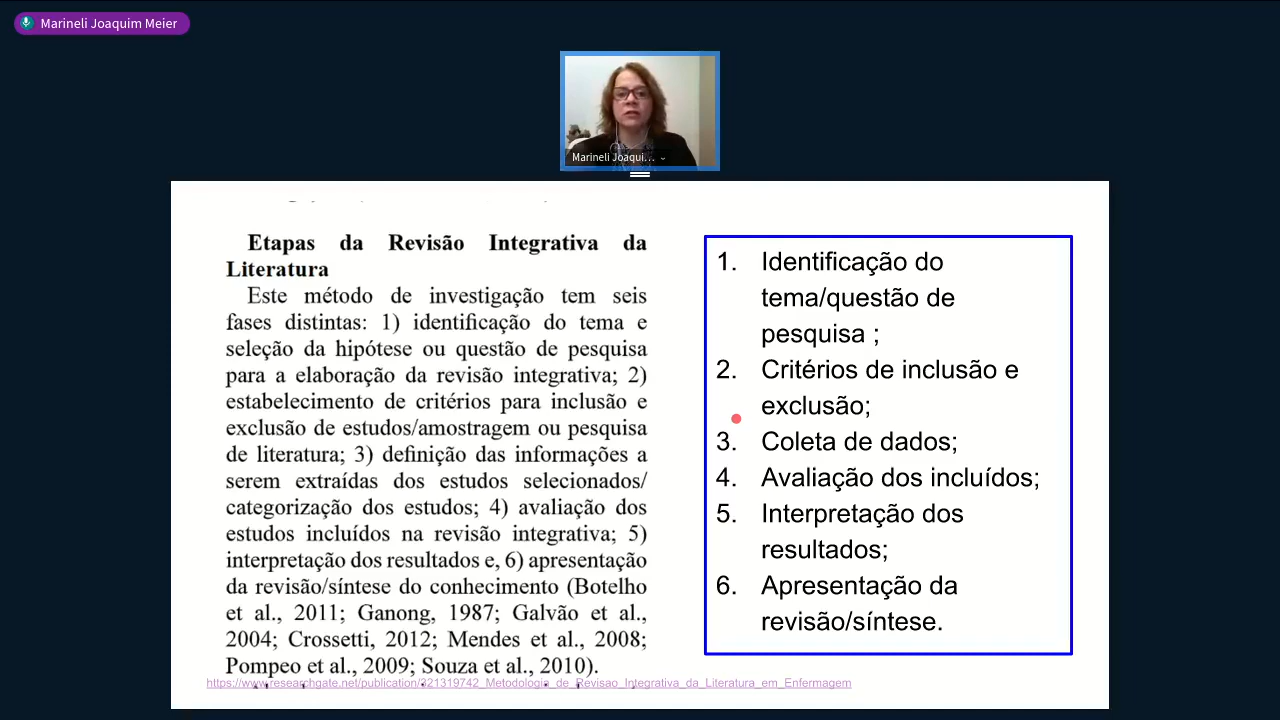 Marineli Joaquim Meier
Marineli Joaqui...
Etapas da Revisão Integrativa da
Literatura
Este método de investigação tem seis
fases distintas: 1) identificação do tema e
seleção da hipótese ou questão de pesquisa
para a elaboração da revisão integrativa; 2)
estabelecimento de critérios para inclusão e
exclusão de estudos/amostragem ou pesquisa
de literatura; 3) definição das informações a
serem extraídas dos estudos selecionados/
categorização dos estudos; 4) avaliação dos
estudos incluídos na revisão integrativa; 5)
interpretação dos resultados e, 6) apresentação
da revisão/síntese do conhecimento (Botelho
et al., 2011; Ganong, 1987; Galvão et al.,
2004; Crossetti, 2012; Mendes et al., 2008;
Pompeo et al., 2009; Souza et al., 2010).
https://www.researchgate.net/publication/321319742_Metodologia_de_Revisao_Integrativa_da_Literatura_em_Enfermagem
1. Identificação do
tema/questão de
pesquisa ;
2. Critérios de inclusão e
exclusão;
3. Coleta de dados;
4. Avaliação dos incluídos;
5. Interpretação dos
resultados;
6. Apresentação da
revisão/síntese.